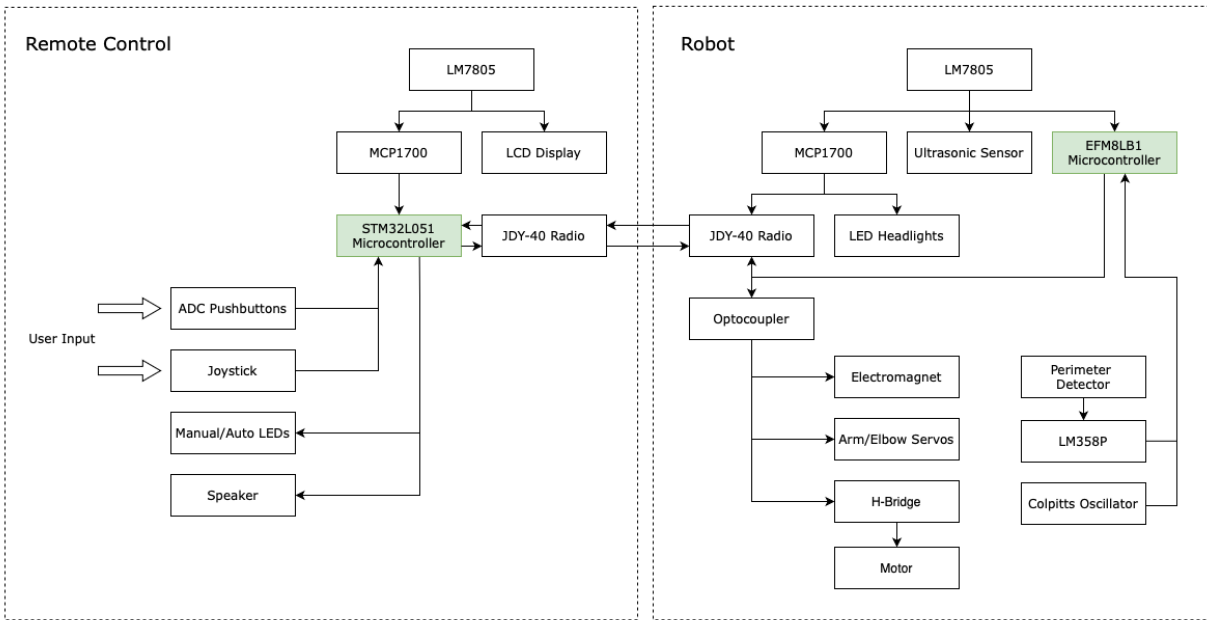 Remote Control
LM7805
MCP1700
LCD Display
STM32L051
Microcontroller
JDY-40 Radio
User Input
ADC Pushbuttons
Joystick
Manual/Auto LEDs
Speaker
Robot
LM7805
MCP1700
Ultrasonic Sensor
EFM8LB1
Microcontroller
JDY-40 Radio
LED Headlights
Optocoupler
Electromagnet
Arm/Elbow Servos
H-Bridge
Motor
Perimeter
Detector
LM358P
Colpitts Oscillator